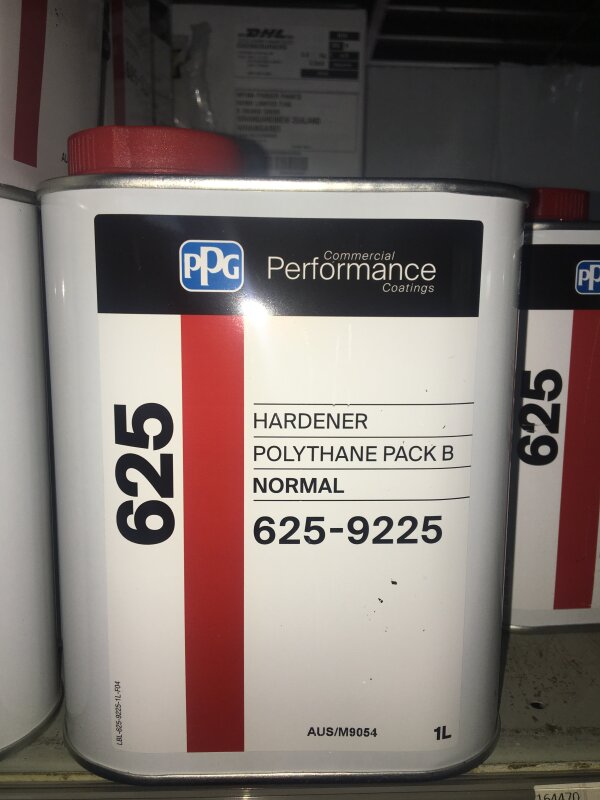 DHL
PPG
Commercial
Performance
Coatings
625
HARDENER
POLYTHANE PACK B
NORMAL
625-9225
LBL-625-9225-1L-F04
AUS/M9054
1L
625
164470